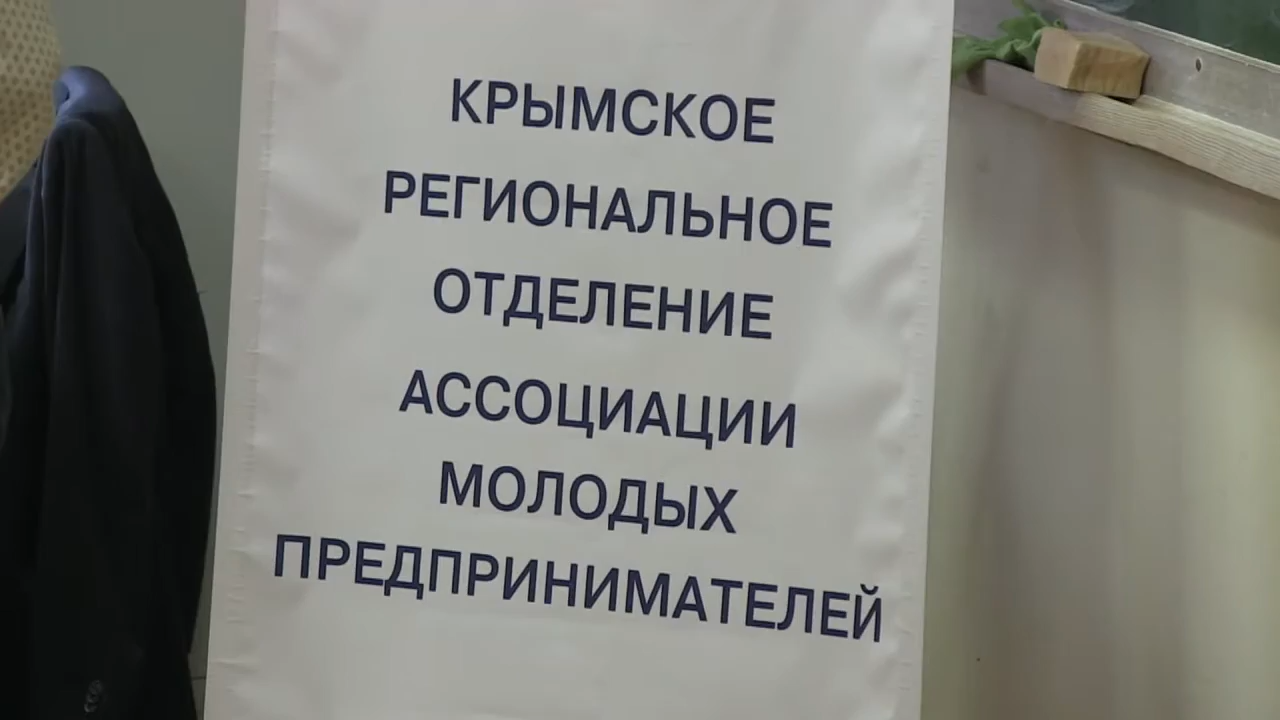 КРЫМСКОЕ
РЕГИОНАЛЬНОЕ
ОТДЕЛЕНИЕ
АССОЦИАЦИИ
МОЛОДЫХ
ПРЕДПРИНИМАТЕЛЕЙ